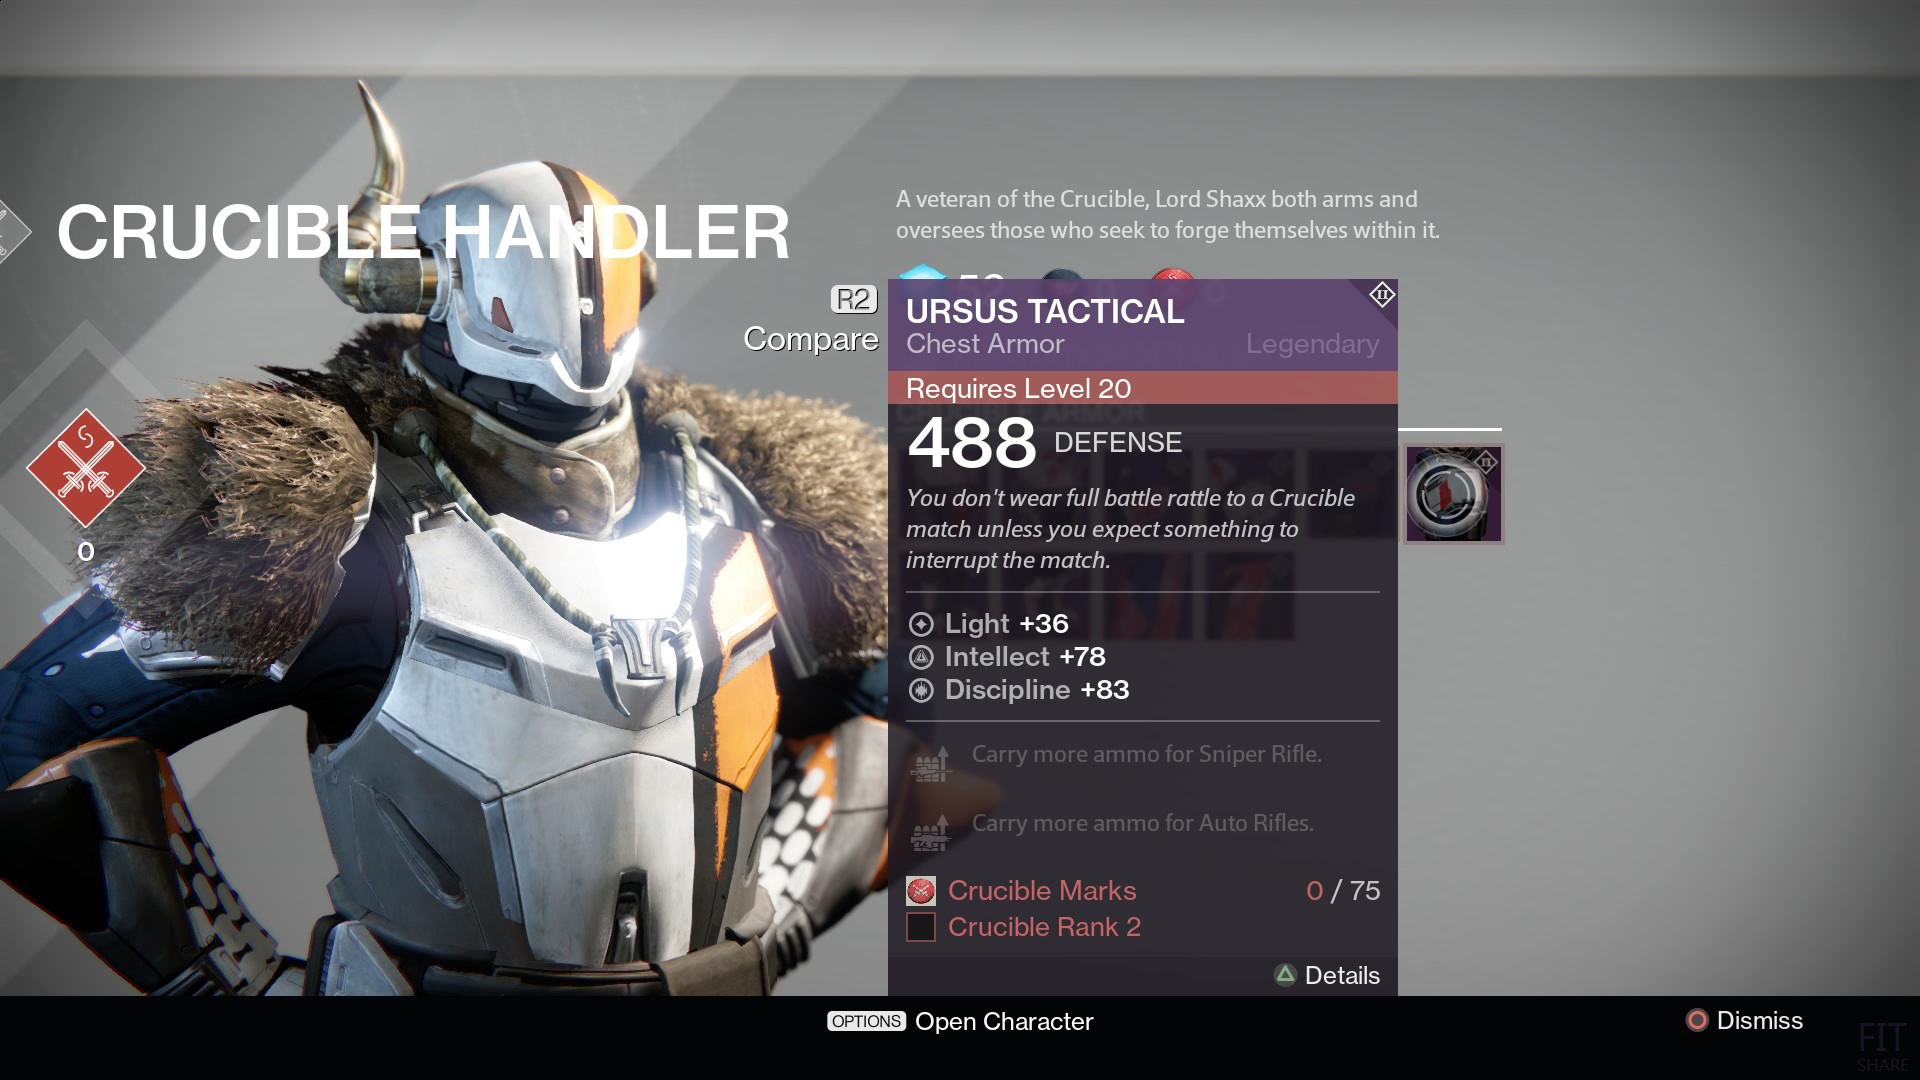 CRUCIBLE HANDLER
A veteran of the Crucible, Lord Shaxx both arms and
oversees those who seek to forge themselves within it.
R2
Compare
0
URSUS TACTICAL
Chest Armor Legendary
Requires Level 20
488 DEFENSE
You don't wear full battle rattle to a Crucible
match unless you expect something to
interrupt the match.
Light +36
Intellect +78
Discipline +83
Carry more ammo for Sniper Rifle.
Carry more ammo for Auto Rifles.
Crucible Marks 0 / 75
Crucible Rank 2
Details
OPTIONS Open Character
Dismiss
FIT
SHARE